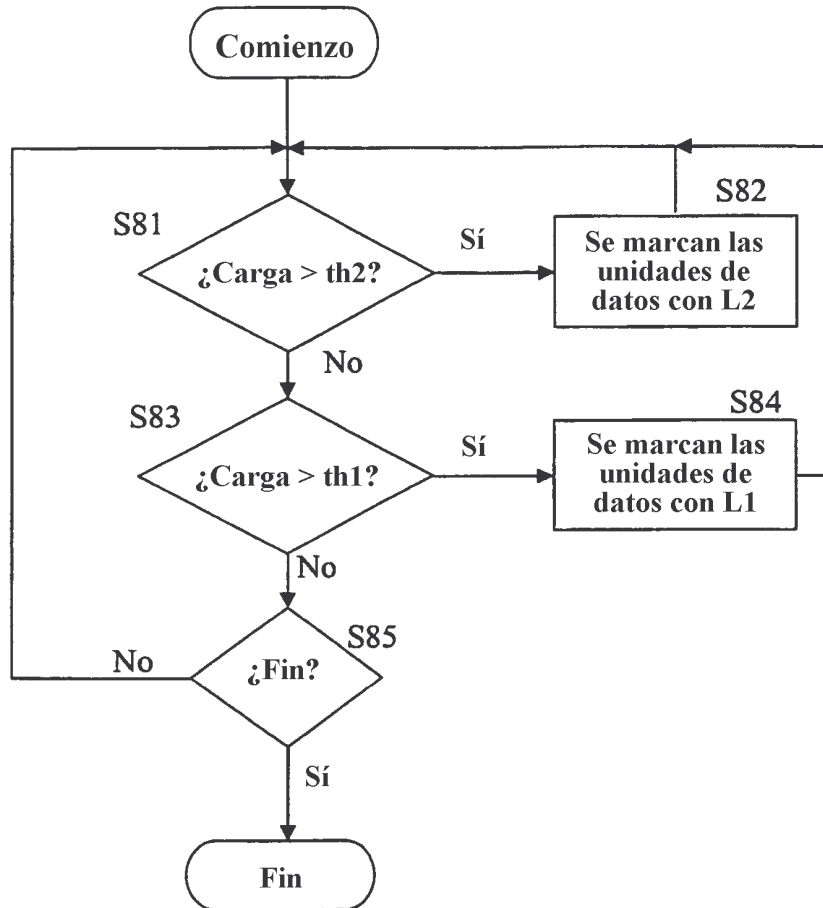 Comienzo
S81
¿Carga > th2?
Sí
S82
Se marcan las
unidades de
datos con L2
No
S83
¿Carga > th1?
Sí
S84
Se marcan las
unidades de
datos con L1
No
S85
¿Fin?
No
Sí
Fin